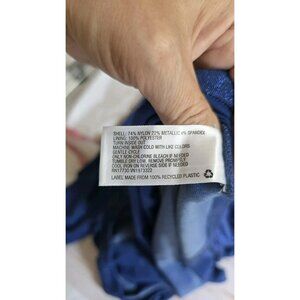 SHELL: 74% NYLON 22% METALLIC 4% SPANDEX
LINING: 100% POLYESTER
TURN INSIDE OUT
MACHINE WASH COLD WITH LIKE COLORS
GENTLE CYCLE
ONLY NON-CHLORINE BLEACH IF NEEDED
TUMBLE DRY LOW, REMOVE PROMPTLY
COOL IRON ON REVERSE SIDE IF NEEDED
RN17730 VN1973322
LABEL MADE FROM 100% RECYCLED PLASTIC